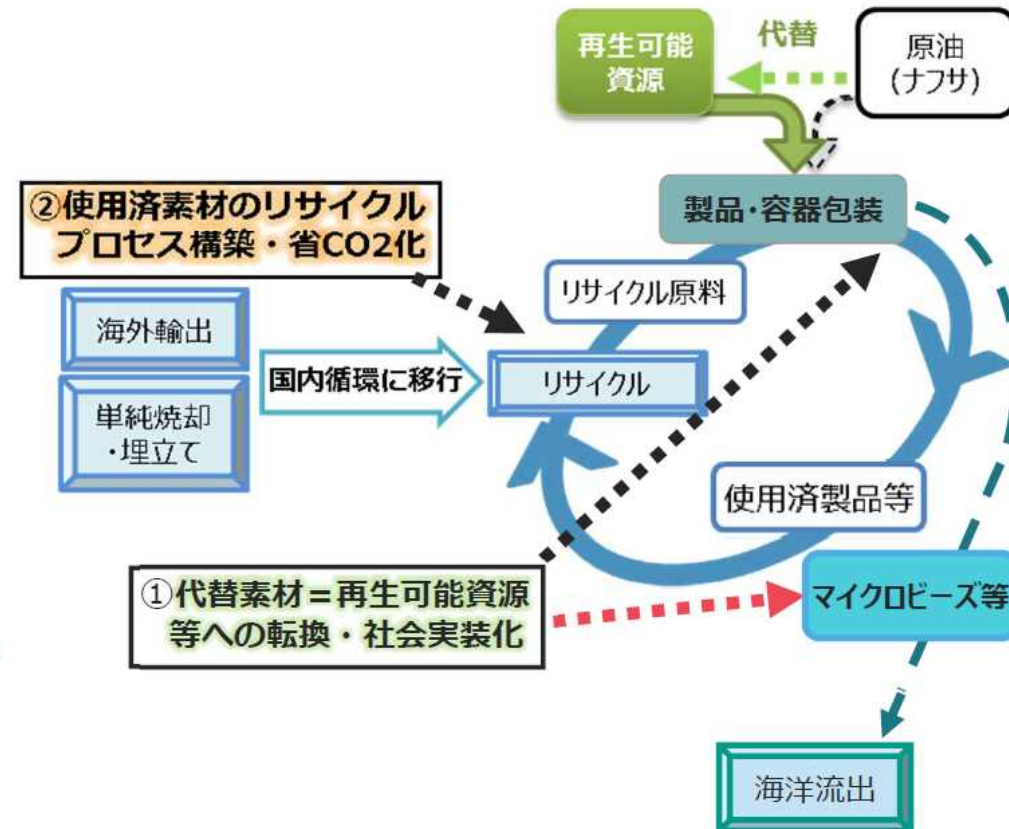 再生可能
資源
代替
原油
(ナフサ)
製品・容器包装
②使用済素材のリサイクル
プロセス構築・省CO2化
リサイクル原料
海外輸出
国内循環に移行
リサイクル
単純焼却
・埋立て
使用済製品等
①代替素材＝再生可能資源
等への転換・社会実装化
マイクロビーズ等
海洋流出